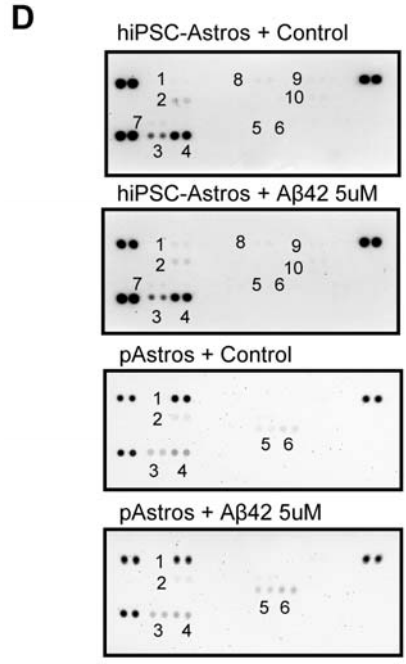 D
hiPSC-Astros + Control
1 8 9
2 10
7 5 6
3 4
hiPSC-Astros + Aβ42 5uM
1 8 9
2 10
7 5 6
3 4
pAstros + Control
1
2
5 6
3 4
pAstros + Aβ42 5uM
1
2
5 6
3 4